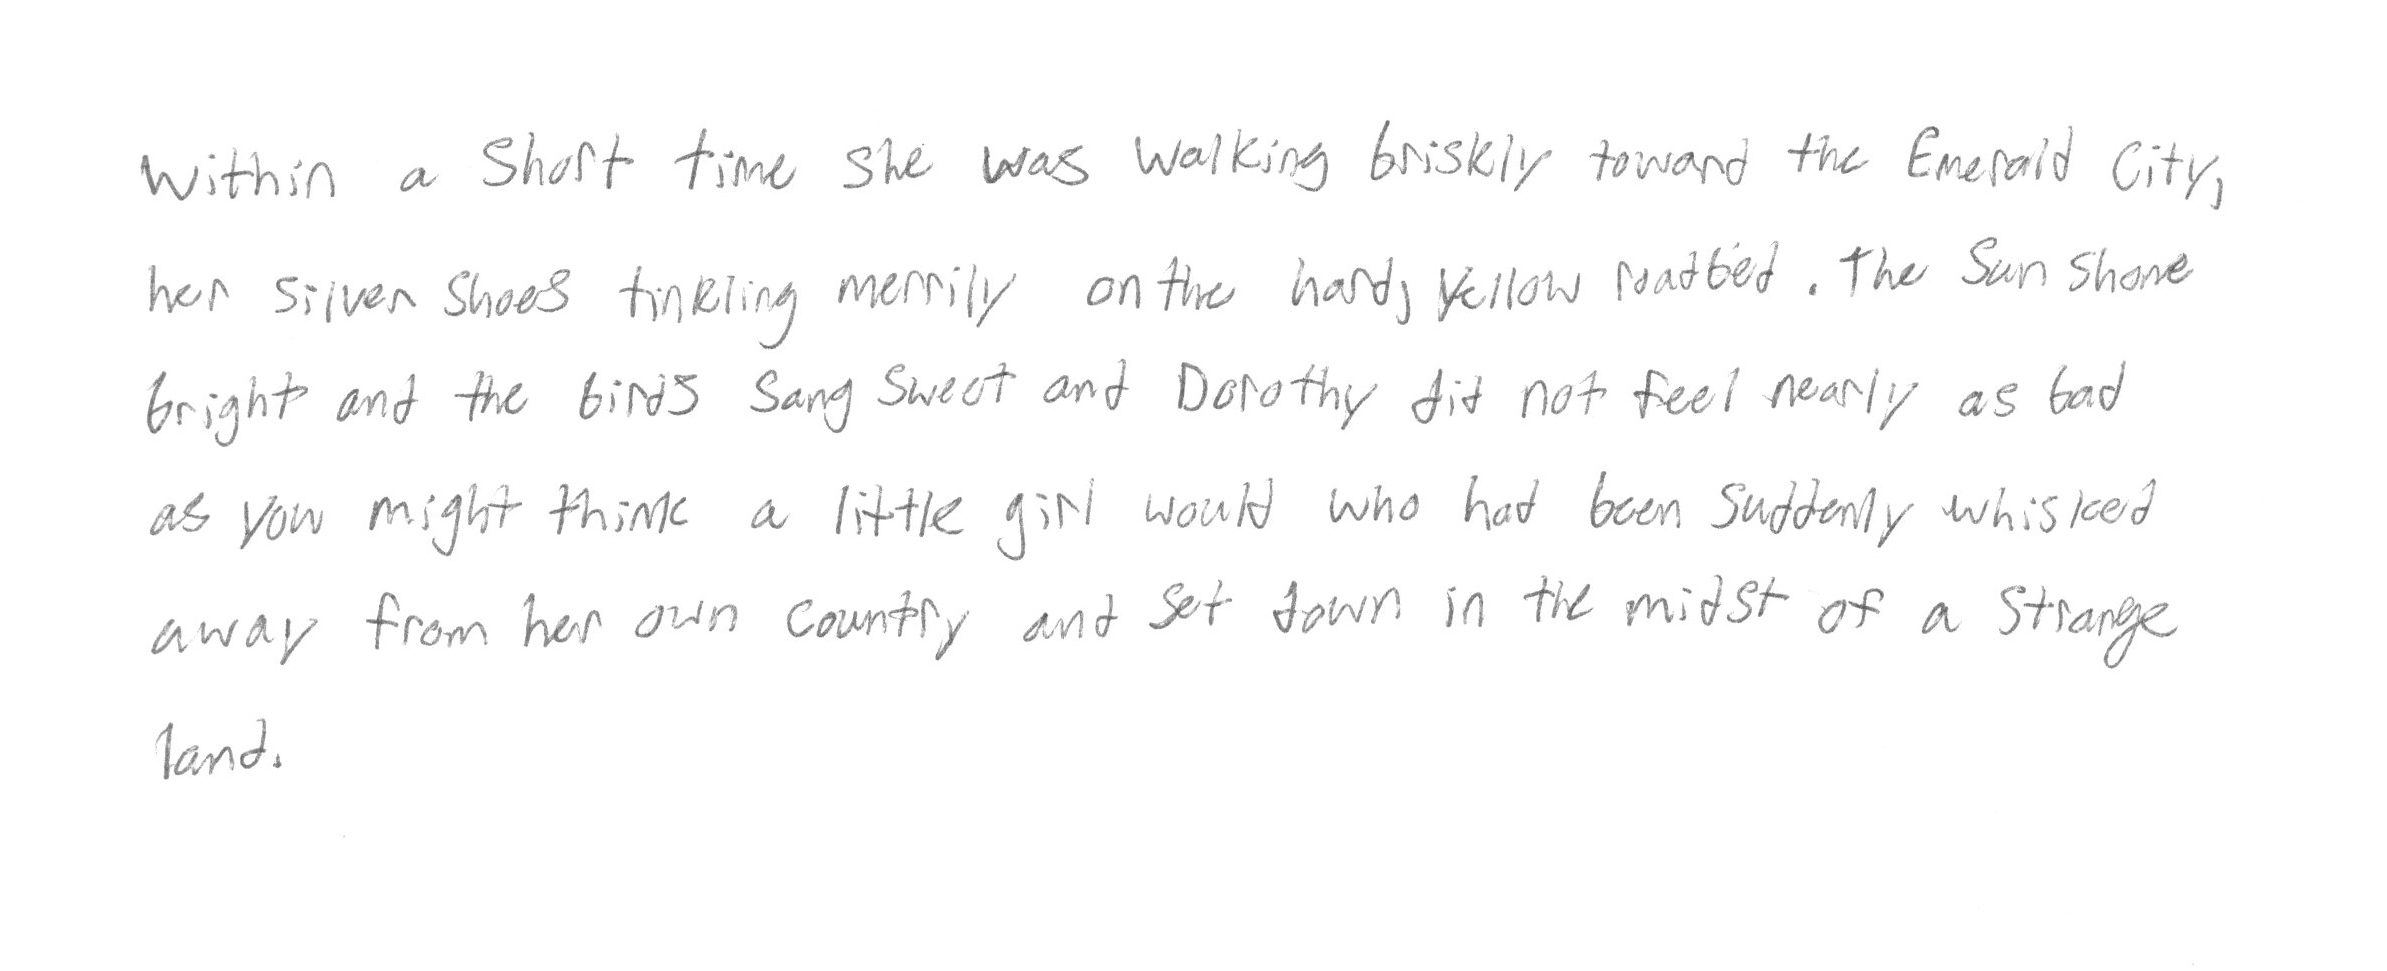 Within a short time she was walking briskly toward the Emerald City,
her silver shoes tinkling merrily on the hard, yellow roadbed. The sun shone
bright and the birds sang sweet and Dorothy did not feel nearly as bad
as you might think a little girl would who had been suddenly whisked
away from her own country and set down in the midst of a strange
land.